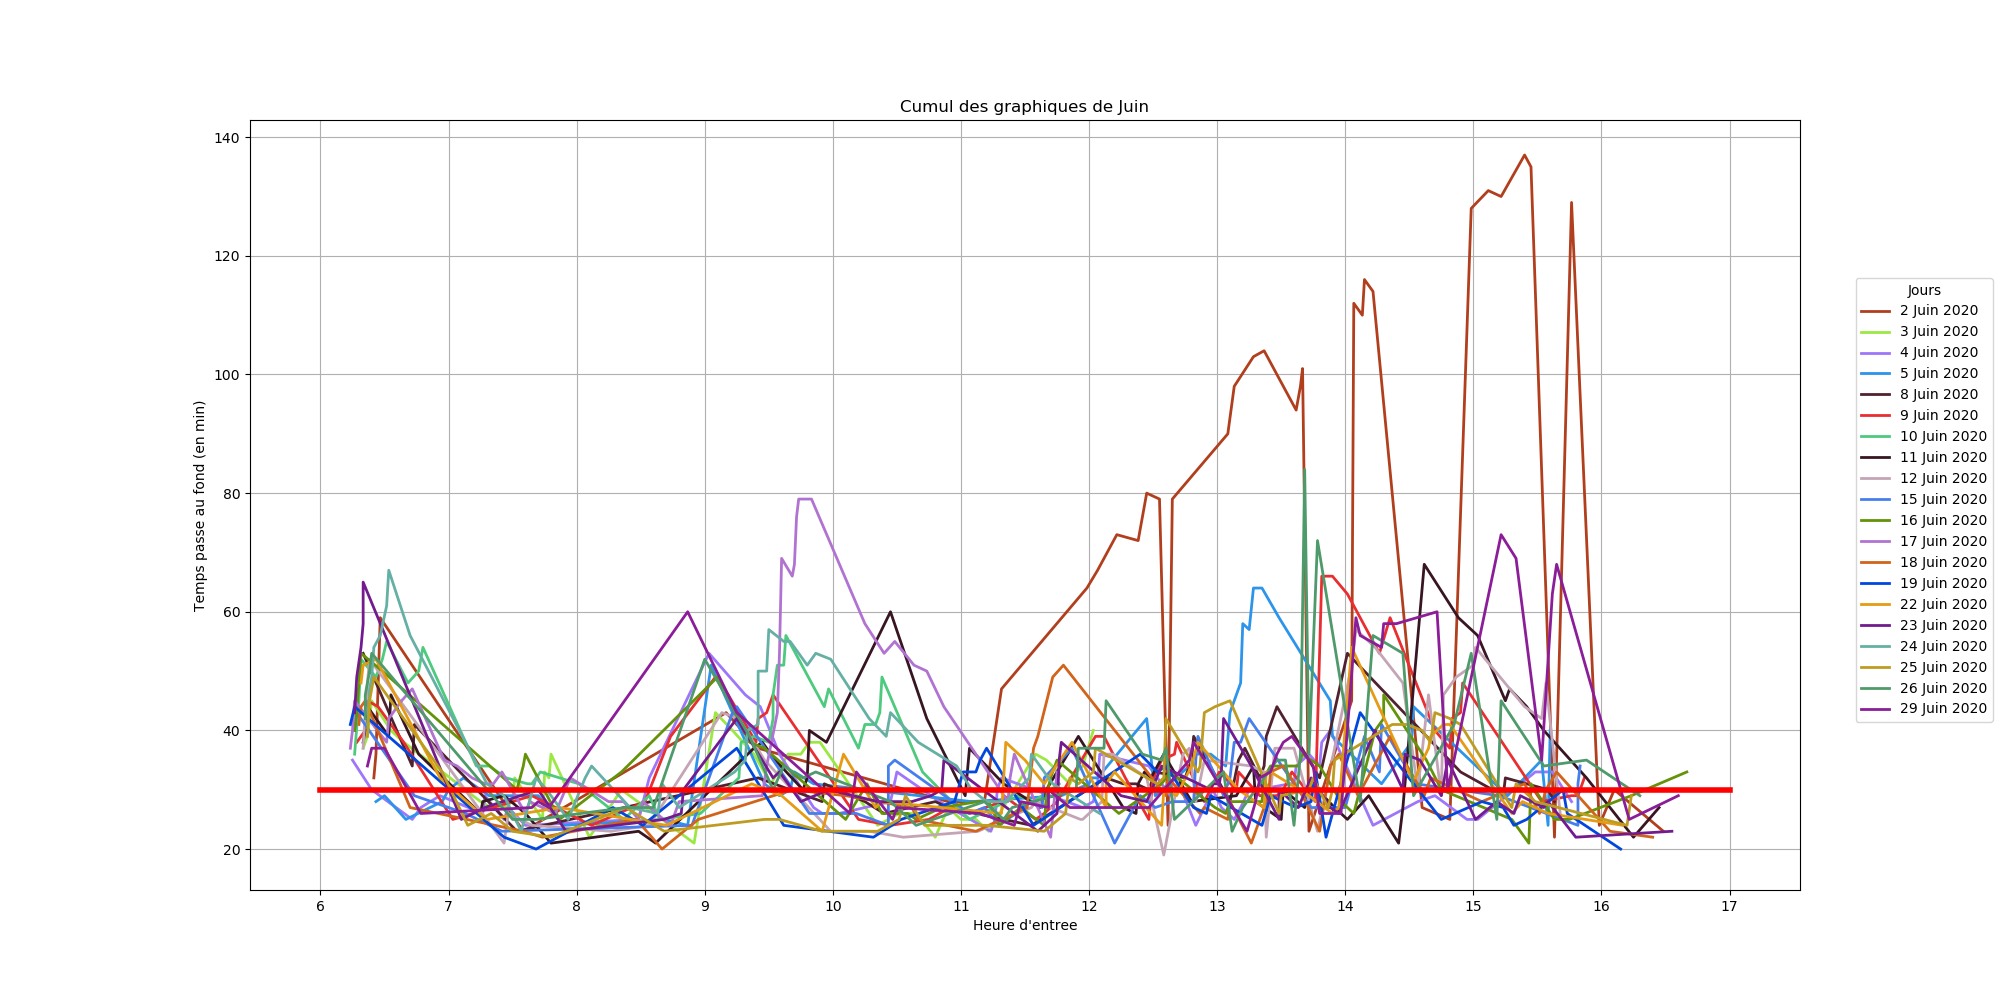 Cumul des graphiques de Juin
140
120
100
80
60
40
20
Temps passe au fond (en min)
6 7 8 9 10 11 12 13 14 15 16 17
Heure d'entree
Jours
2 Juin 2020
3 Juin 2020
4 Juin 2020
5 Juin 2020
8 Juin 2020
9 Juin 2020
10 Juin 2020
11 Juin 2020
12 Juin 2020
15 Juin 2020
16 Juin 2020
17 Juin 2020
18 Juin 2020
19 Juin 2020
22 Juin 2020
23 Juin 2020
24 Juin 2020
25 Juin 2020
26 Juin 2020
29 Juin 2020